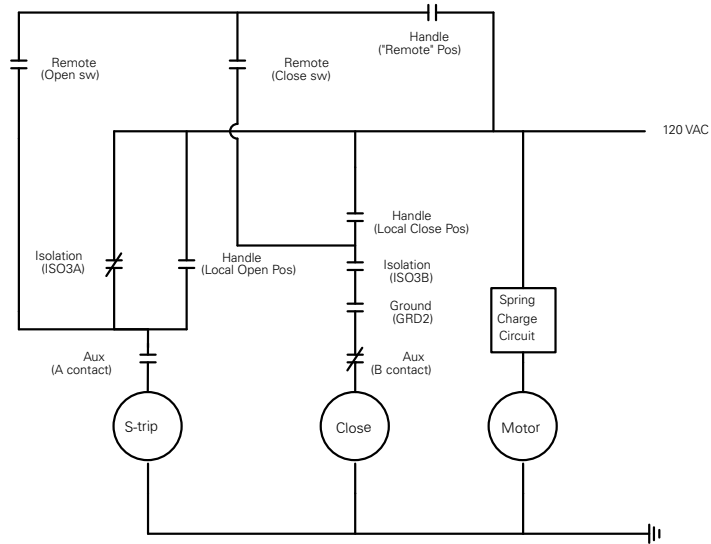 Handle
("Remote" Pos)
Remote
(Open sw)
Remote
(Close sw)
120 VAC
Handle
(Local Close Pos)
Isolation
(ISO3A)
Handle
(Local Open Pos)
Isolation
(ISO3B)
Ground
(GRD2)
Spring
Charge
Circuit
Aux
(A contact)
Aux
(B contact)
S-trip
Close
Motor